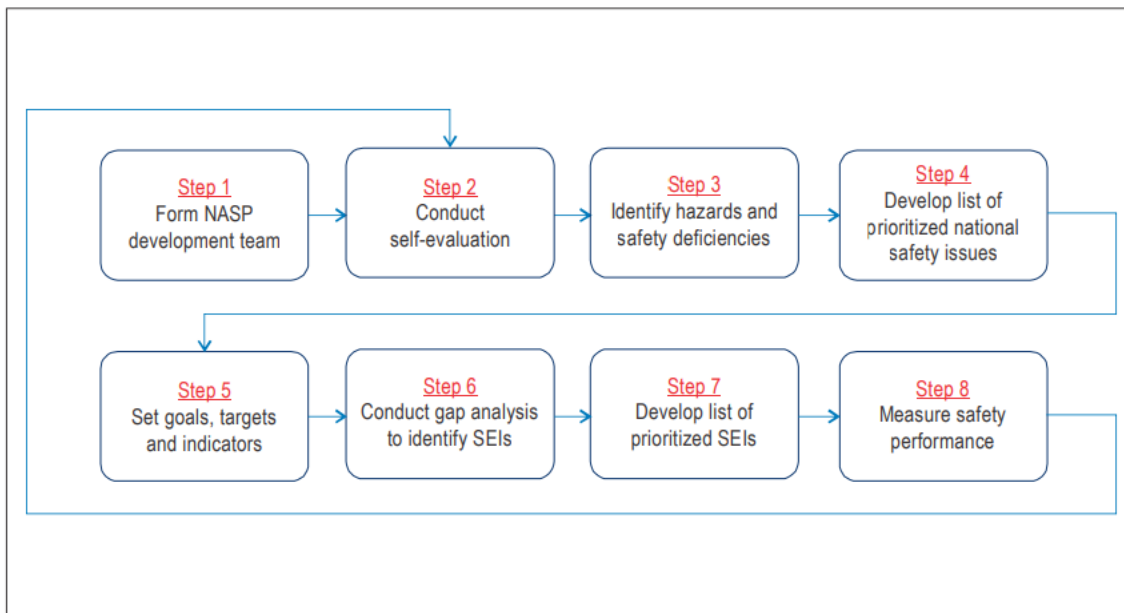 Step 1
Form NASP
development team
Step 2
Conduct
self-evaluation
Step 3
Identify hazards and
safety deficiencies
Step 4
Develop list of
prioritized national
safety issues
Step 5
Set goals, targets
and indicators
Step 6
Conduct gap analysis
to identify SEIs
Step 7
Develop list of
prioritized SEIs
Step 8
Measure safety
performance